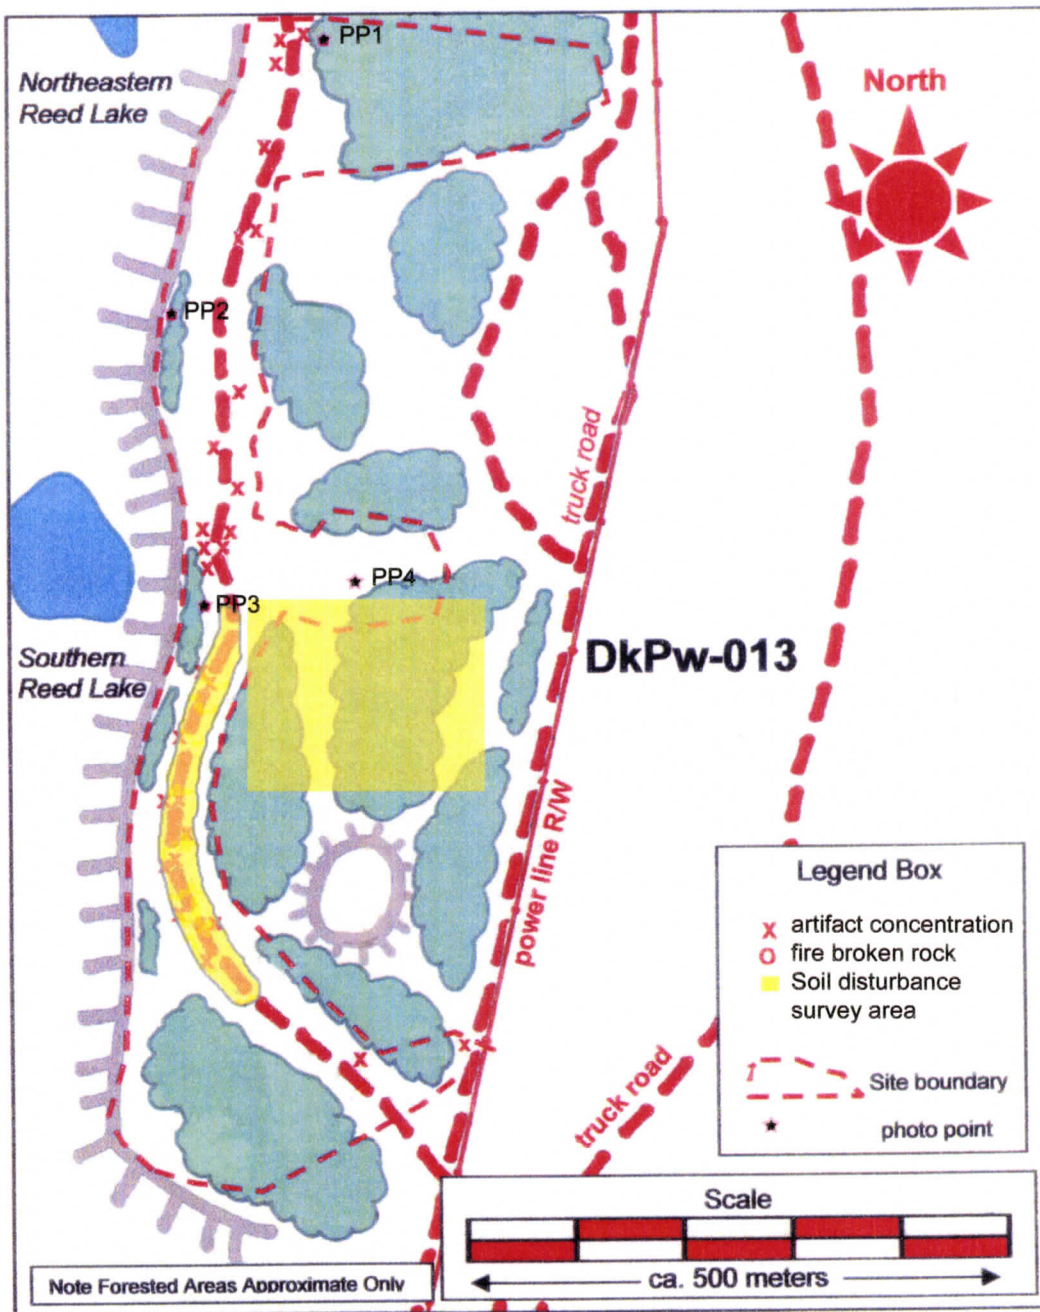 PP1
Northeastern
Reed Lake
North
PP2
truck road
PP4
PP3
Southern
Reed Lake
DkPw-013
power line R/W
Legend Box
x artifact concentration
o fire broken rock
Soil disturbance
survey area
Site boundary
photo point
truck road
Scale
ca. 500 meters
Note Forested Areas Approximate Only